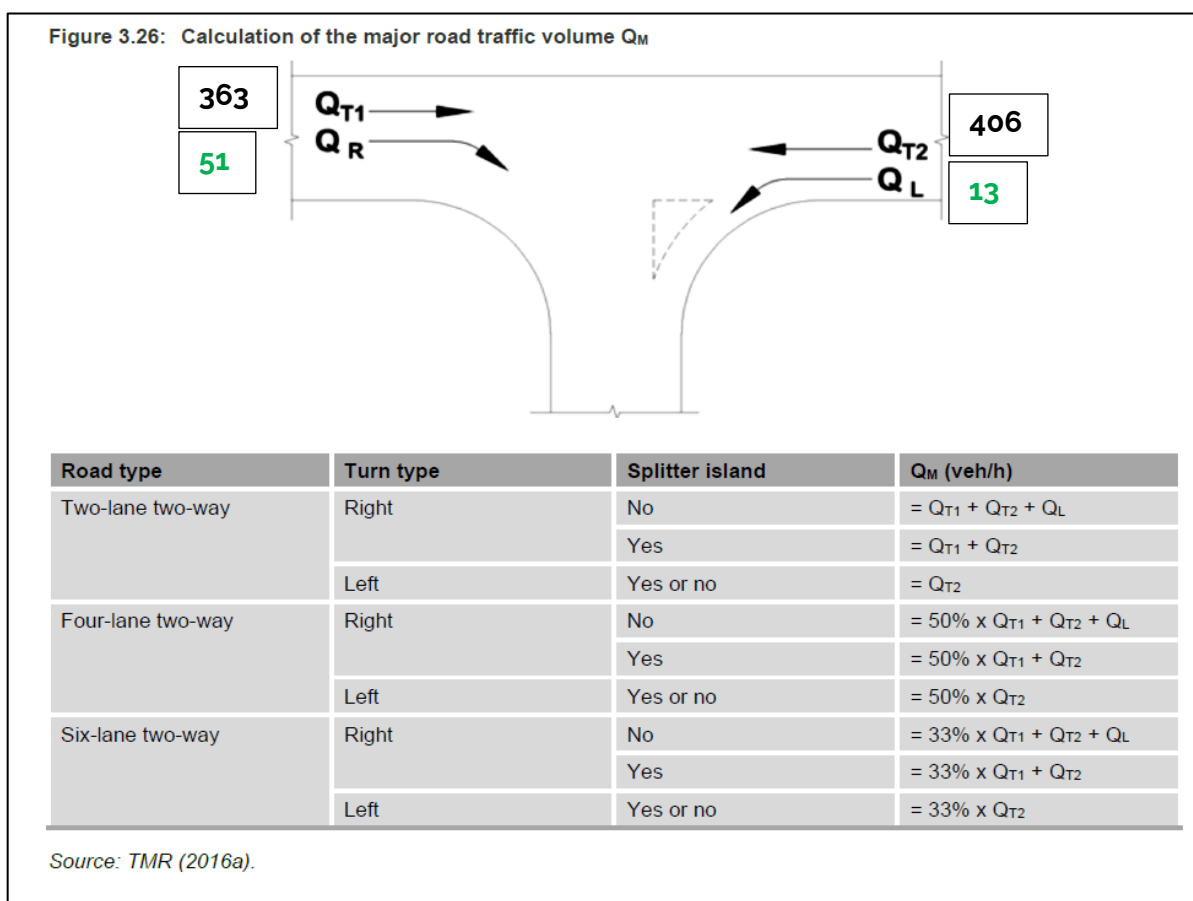 Figure 3.26: Calculation of the major road traffic volume QM
363
QT1
51
QR
QT2
406
QL
13
Road type Turn type Splitter island QM (veh/h)
Two-lane two-way Right No = QT1 + QT2 + QL
Yes = QT1 + QT2
Left Yes or no = QT2
Four-lane two-way Right No = 50% x QT1 + QT2 + QL
Yes = 50% x QT1 + QT2
Left Yes or no = 50% x QT2
Six-lane two-way Right No = 33% x QT1 + QT2 + QL
Yes = 33% x QT1 + QT2
Left Yes or no = 33% x QT2
Source: TMR (2016a).